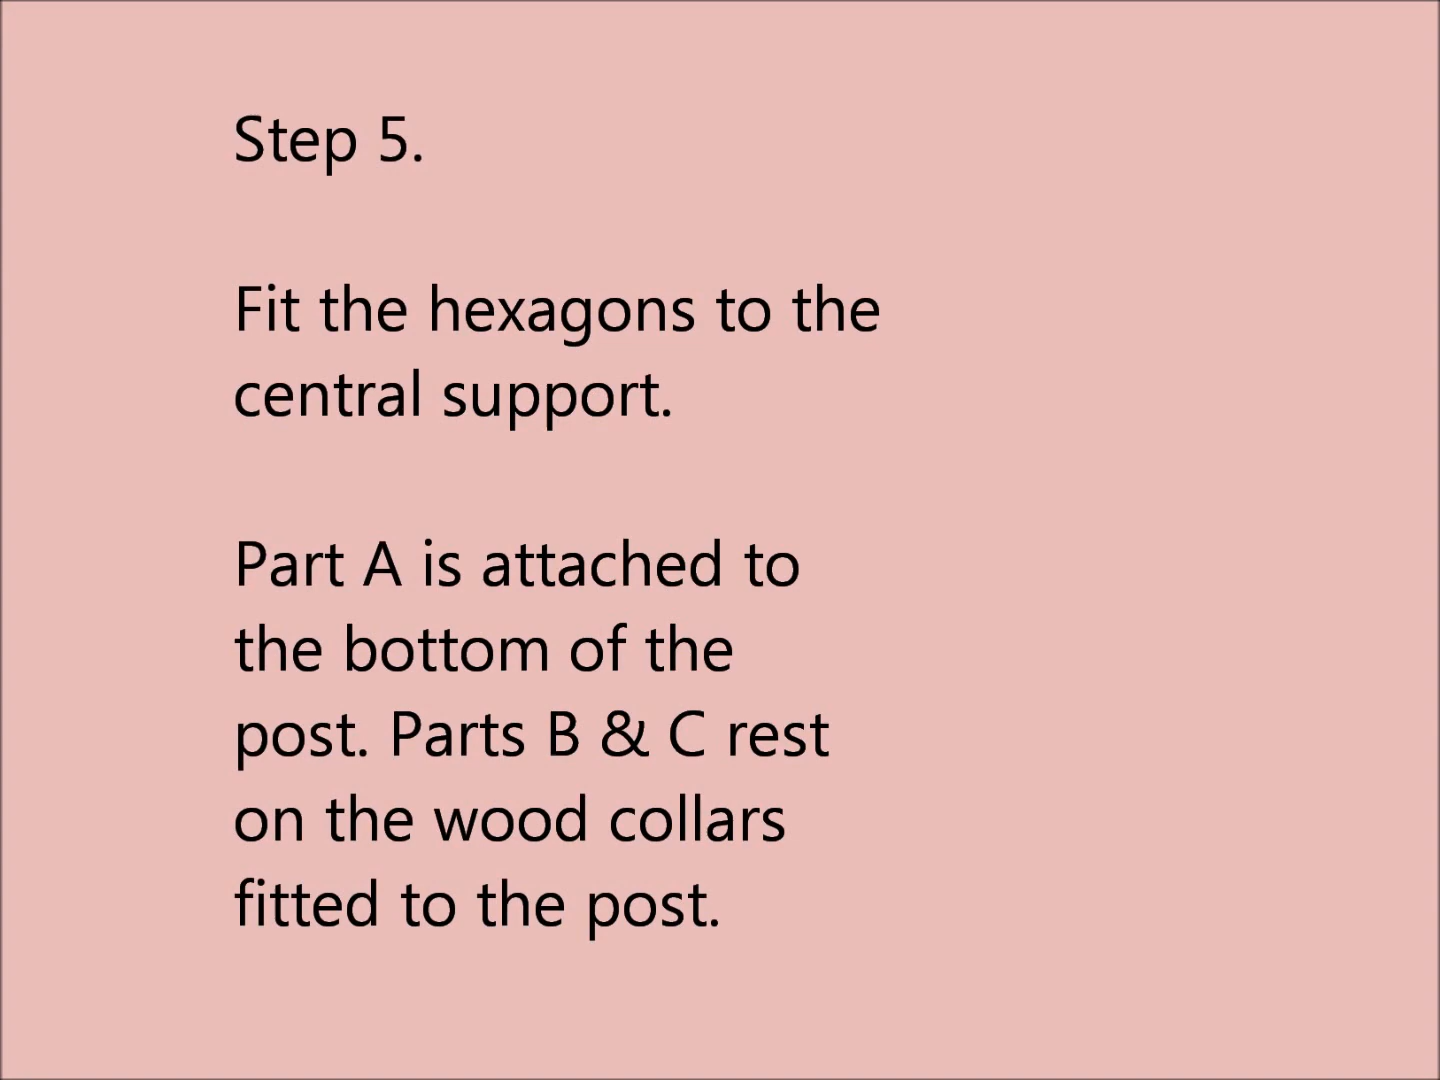 Step 5.
Fit the hexagons to the
central support.
Part A is attached to
the bottom of the
post. Parts B & C rest
on the wood collars
fitted to the post.